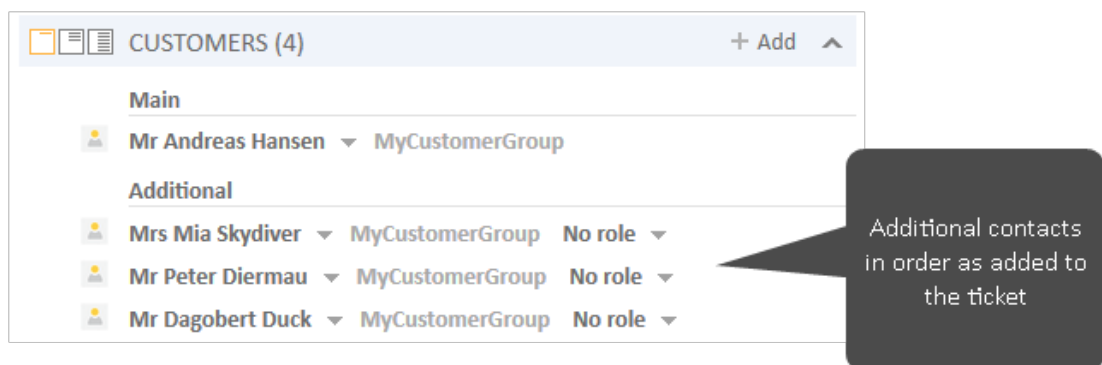 CUSTOMERS (4) + Add
Main
Mr Andreas Hansen MyCustomerGroup
Additional
Mrs Mia Skydiver MyCustomerGroup No role
Mr Peter Diermau MyCustomerGroup No role
Mr Dagobert Duck MyCustomerGroup No role
Additional contacts
in order as added to
the ticket